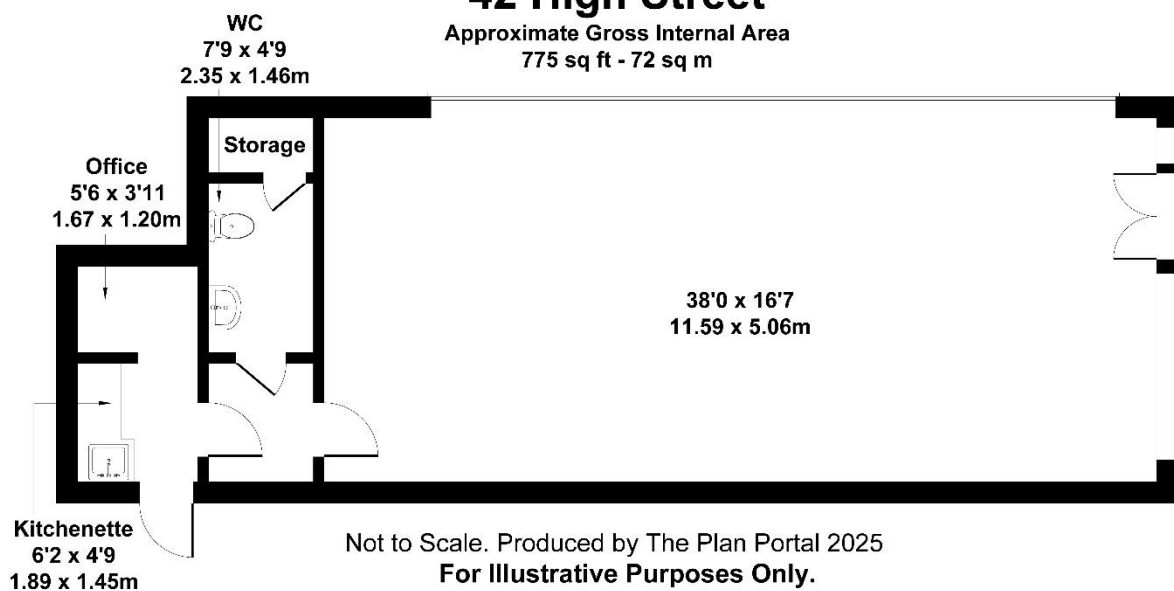 42 High Street
Approximate Gross Internal Area
775 sq ft - 72 sq m
WC
7'9 x 4'9
2.35 x 1.46m
Storage
Office
5'6 x 3'11
1.67 x 1.20m
38'0 x 16'7
11.59 x 5.06m
Kitchenette
6'2 x 4'9
1.89 x 1.45m
Not to Scale. Produced by The Plan Portal 2025
For Illustrative Purposes Only.